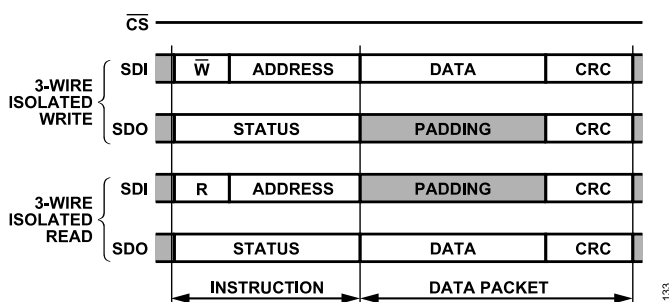 CS
3-WIRE
ISOLATED
WRITE
SDI W ADDRESS DATA CRC
SDO STATUS PADDING CRC
3-WIRE
ISOLATED
READ
SDI R ADDRESS PADDING CRC
SDO STATUS DATA CRC
INSTRUCTION DATA PACKET
133